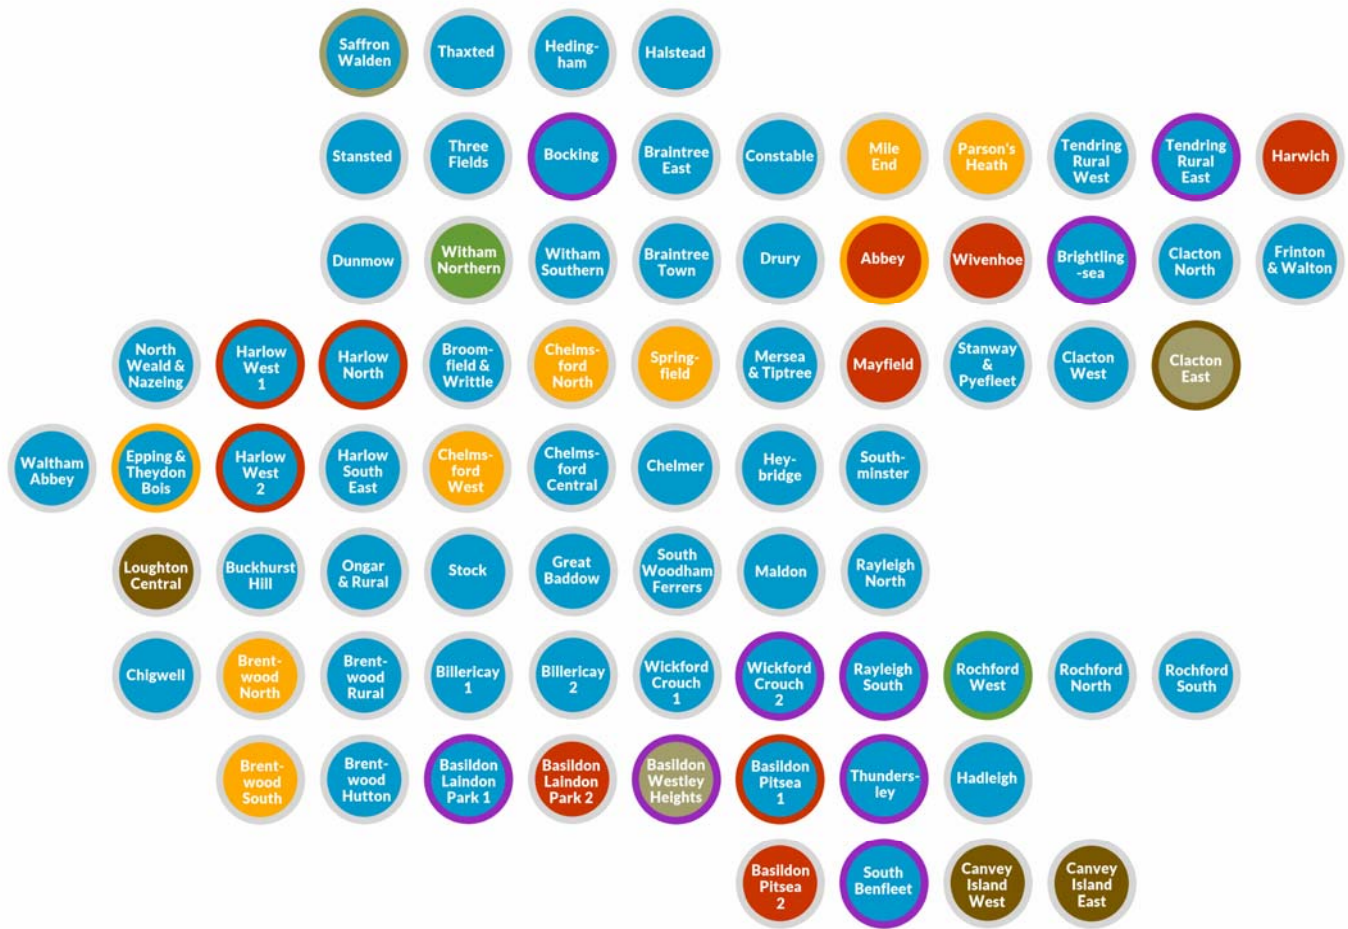 Saffron
Walden
Thaxted
Heding-
ham
Halstead
Stansted
Three
Fields
Bocking
Braintree
East
Constable
Mile
End
Parson's
Heath
Tendring
Rural
West
Tendring
Rural
East
Harwich
Dunmow
Witham
Northern
Witham
Southern
Braintree
Town
Drury
Abbey
Wivenhoe
Brightling
-sea
Clacton
North
Frinton
& Walton
North
Weald &
Nazeing
Harlow
West
1
Harlow
North
Broom-
field &
Writtle
Chelms-
ford
North
Spring-
field
Mersea
& Tiptree
Mayfield
Stanway
&
Pyefleet
Clacton
West
Clacton
East
Waltham
Abbey
Epping &
Theydon
Bois
Harlow
West
2
Harlow
South
East
Chelms-
ford
West
Chelms-
ford
Central
Chelmer
Hey-
bridge
South-
minster
Loughton
Central
Buckhurst
Hill
Ongar
& Rural
Stock
Great
Baddow
South
Woodham
Ferrers
Maldon
Rayleigh
North
Chigwell
Brent-
wood
North
Brent-
wood
Rural
Billericay
1
Billericay
2
Wickford
Crouch
1
Wickford
Crouch
2
Rayleigh
South
Rochford
West
Rochford
North
Rochford
South
Brent-
wood
South
Brent-
wood
Hutton
Basildon
Laindon
Park 1
Basildon
Laindon
Park 2
Basildon
Westley
Heights
Basildon
Pitsea
1
Thunders-
ley
Hadleigh
Basildon
Pitsea
2
South
Benfleet
Canvey
Island
West
Canvey
Island
East